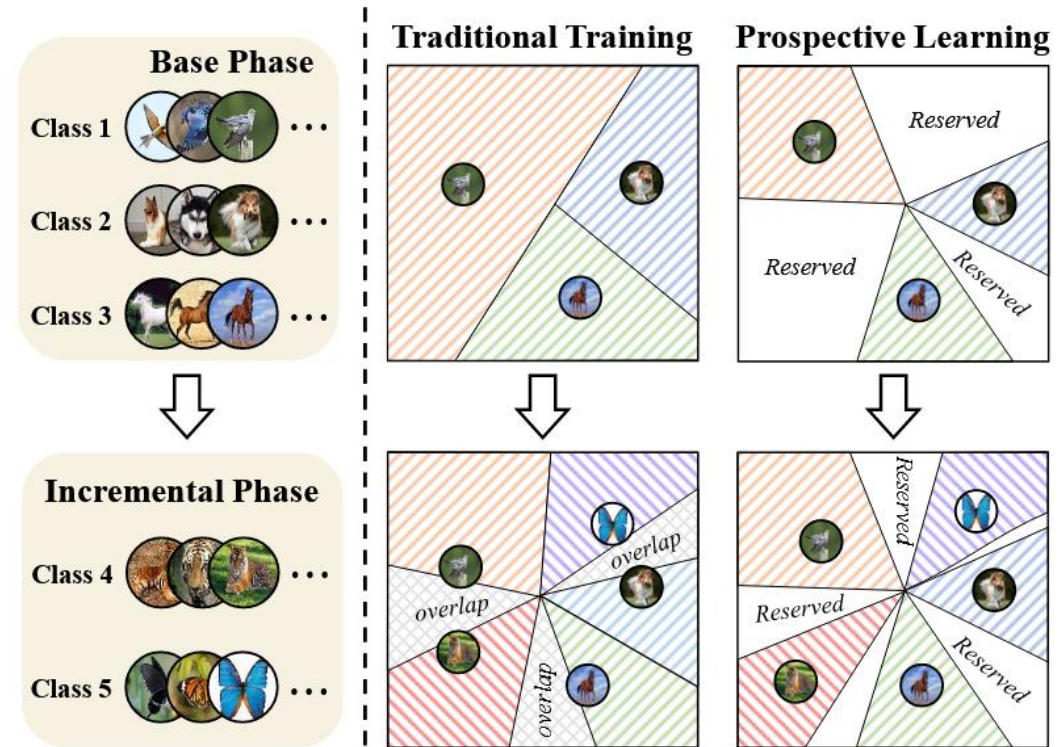 Base Phase
Class 1 ...
Class 2 ...
Class 3 ...
Incremental Phase
Class 4 ...
Class 5 ...
Traditional Training
overlap
overlap
overlap
Prospective Learning
Reserved
Reserved
Reserved
Reserved
Reserved
Reserved